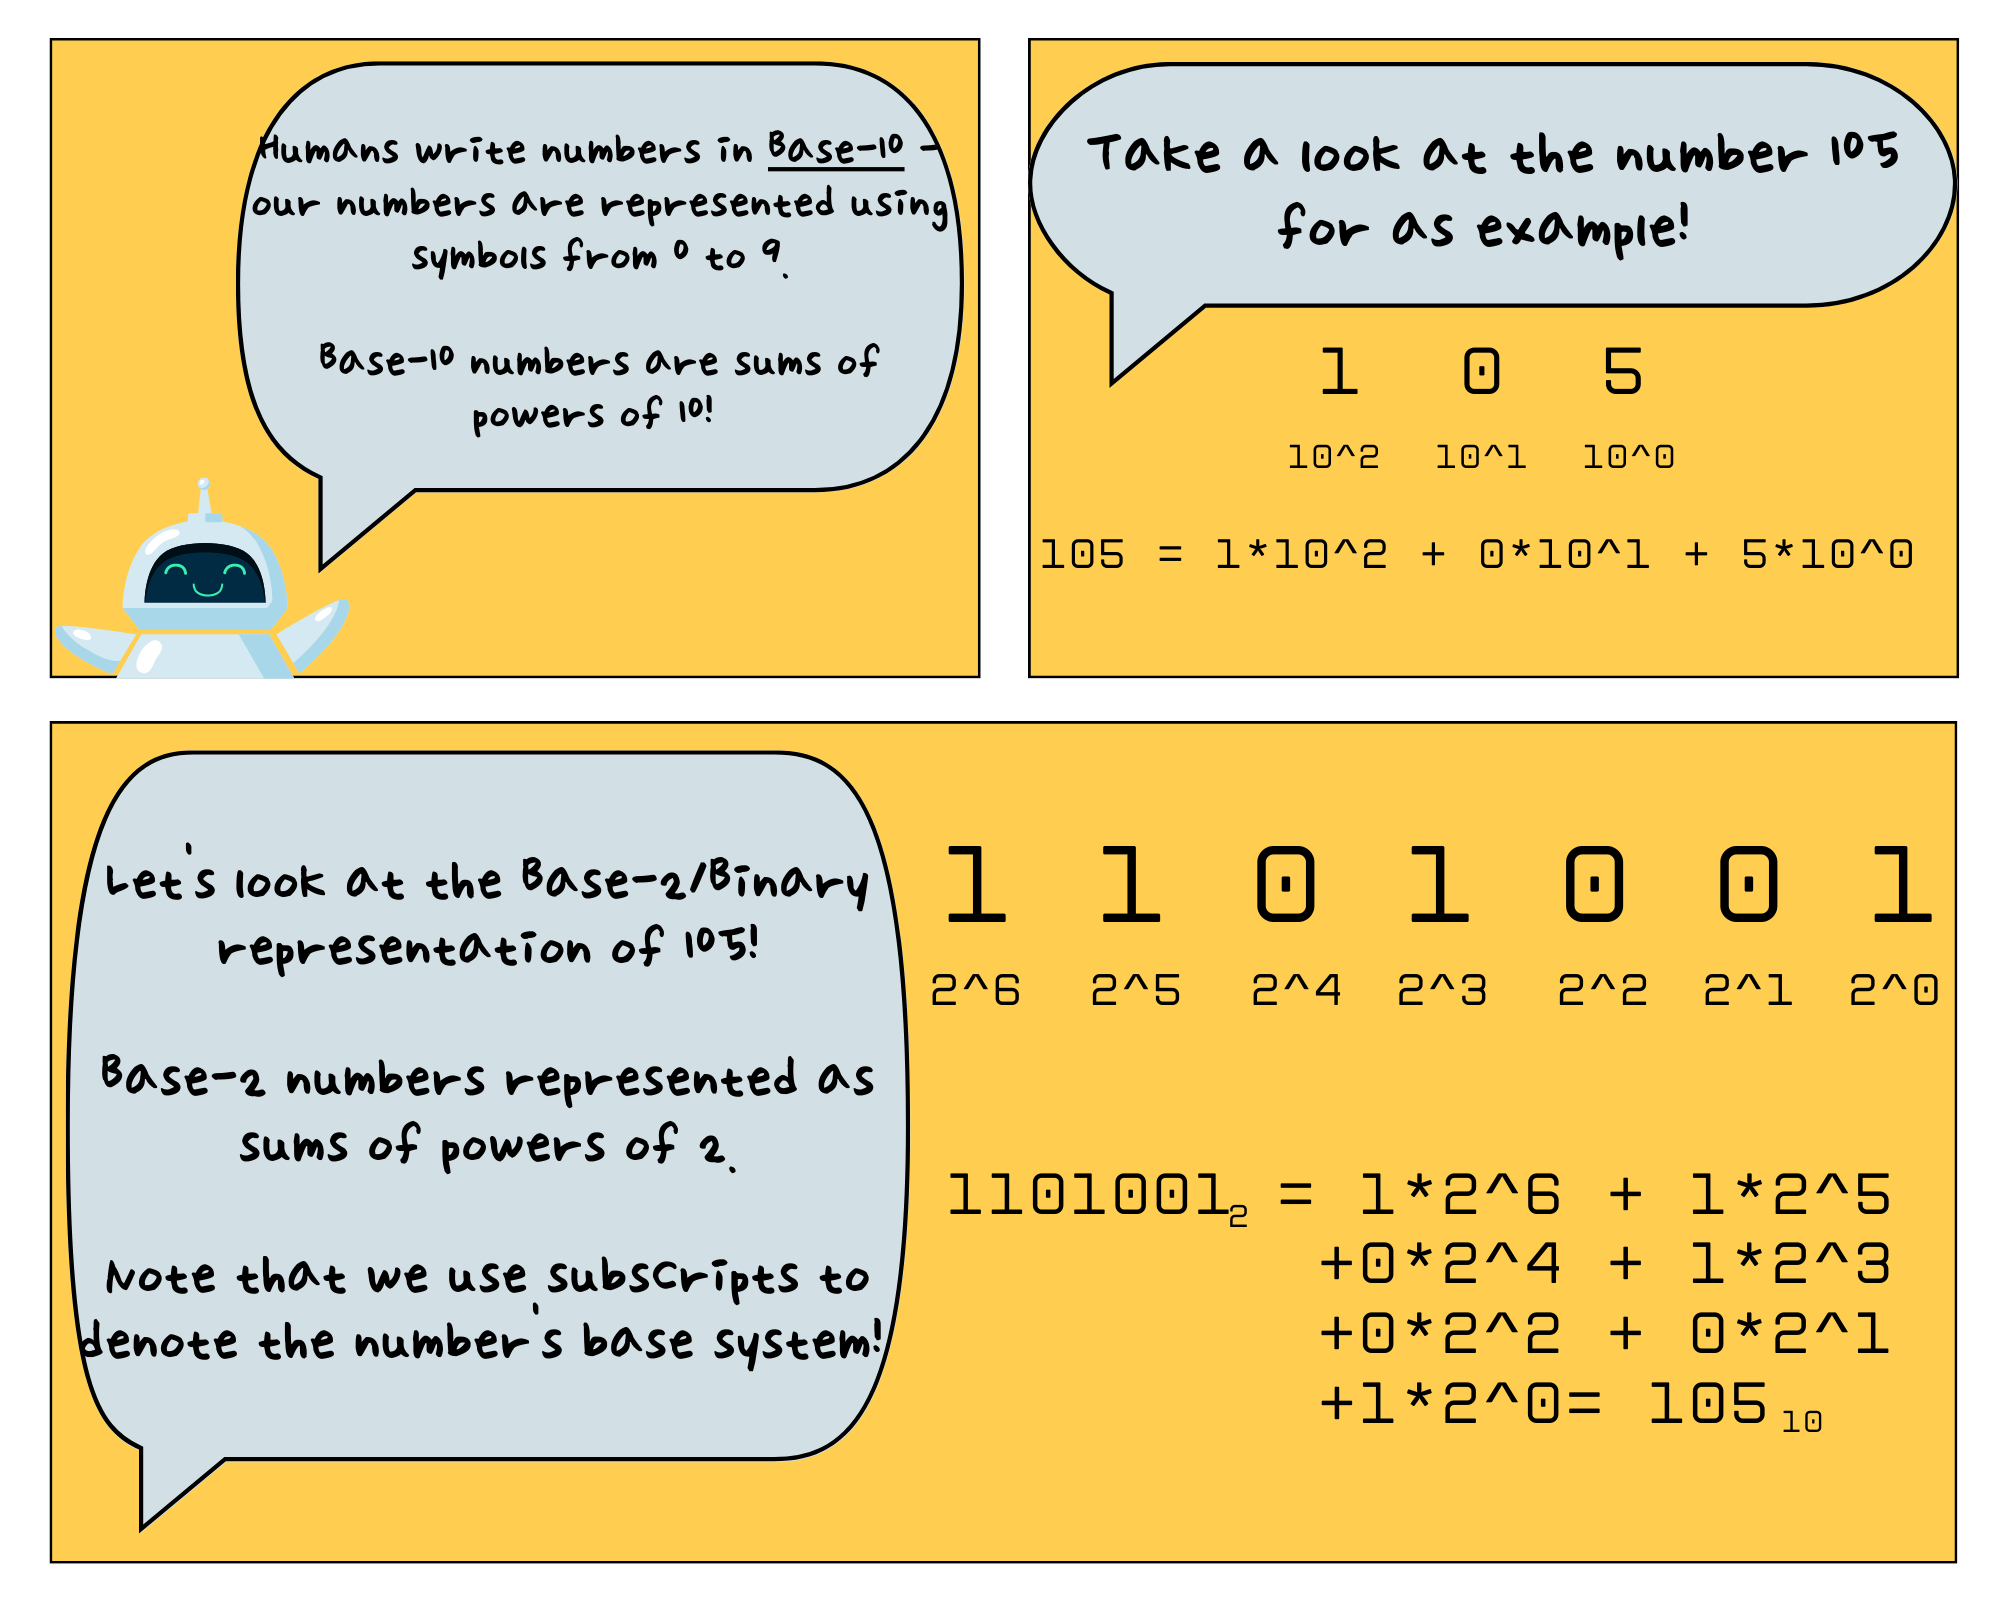 Humans write numbers in Base-10 -
our numbers are represented using
symbols from 0 to 9.
Base-10 numbers are sums of
powers of 10!
Take a look at the number 105
for as example!
1 0 5
10^2 10^1 10^0
105 = 1*10^2 + 0*10^1 + 5*10^0
Let's look at the Base-2/Binary
representation of 105!
Base-2 numbers represented as
sums of powers of 2.
Note that we use subscripts to
denote the number's base system!
1 1 0 1 0 0 1
2^6 2^5 2^4 2^3 2^2 2^1 2^0
1101001₂ = 1*2^6 + 1*2^5
+0*2^4 + 1*2^3
+0*2^2 + 0*2^1
+1*2^0= 105₁₀